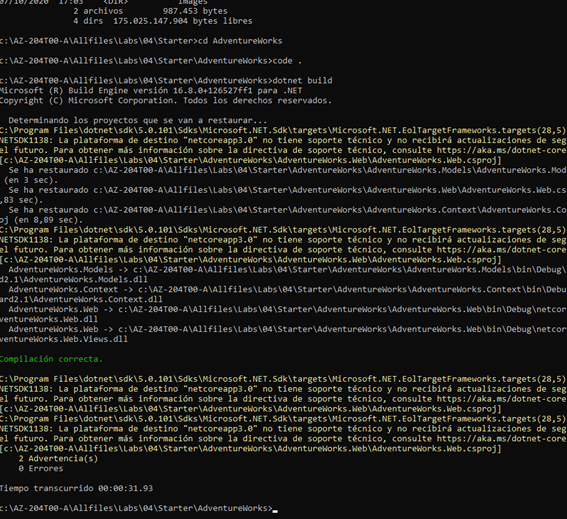 07/10/2020  17:03    <DIR>          Images
2 archivos        987.453 bytes
4 dirs  175.025.147.904 bytes libres
c:\AZ-204T00-A\Allfiles\Labs\04\Starter>cd AdventureWorks
c:\AZ-204T00-A\Allfiles\Labs\04\Starter\AdventureWorks>code .
c:\AZ-204T00-A\Allfiles\Labs\04\Starter\AdventureWorks>dotnet build
Microsoft (R) Build Engine versión 16.8.0+126527ff1 para .NET
Copyright (C) Microsoft Corporation. Todos los derechos reservados.
Determinando los proyectos que se van a restaurar...
C:\Program Files\dotnet\sdk\5.0.101\Sdks\Microsoft.NET.Sdk\targets\Microsoft.NET.EolTargetFrameworks.targets(28,5)
NETSDK1138: La plataforma de destino "netcoreapp3.0" no tiene soporte técnico y no recibirá actualizaciones de seg
el futuro. Para obtener más información sobre la directiva de soporte técnico, consulte https://aka.ms/dotnet-core
[c:\AZ-204T00-A\Allfiles\Labs\04\Starter\AdventureWorks\AdventureWorks.Web\AdventureWorks.Web.csproj]
Se ha restaurado c:\AZ-204T00-A\Allfiles\Labs\04\Starter\AdventureWorks\AdventureWorks.Models\AdventureWorks.Mod
(en 3 sec).
Se ha restaurado c:\AZ-204T00-A\Allfiles\Labs\04\Starter\AdventureWorks\AdventureWorks.Web\AdventureWorks.Web.cs
,83 sec).
Se ha restaurado c:\AZ-204T00-A\Allfiles\Labs\04\Starter\AdventureWorks\AdventureWorks.Context\AdventureWorks.Co
oj (en 8,89 sec).
C:\Program Files\dotnet\sdk\5.0.101\Sdks\Microsoft.NET.Sdk\targets\Microsoft.NET.EolTargetFrameworks.targets(28,5)
NETSDK1138: La plataforma de destino "netcoreapp3.0" no tiene soporte técnico y no recibirá actualizaciones de seg
el futuro. Para obtener más información sobre la directiva de soporte técnico, consulte https://aka.ms/dotnet-core
[c:\AZ-204T00-A\Allfiles\Labs\04\Starter\AdventureWorks\AdventureWorks.Web\AdventureWorks.Web.csproj]
AdventureWorks.Models -> c:\AZ-204T00-A\Allfiles\Labs\04\Starter\AdventureWorks\AdventureWorks.Models\bin\Debug\
d2.1\AdventureWorks.Models.dll
AdventureWorks.Context -> c:\AZ-204T00-A\Allfiles\Labs\04\Starter\AdventureWorks\AdventureWorks.Context\bin\Debu
ard2.1\AdventureWorks.Context.dll
AdventureWorks.Web -> c:\AZ-204T00-A\Allfiles\Labs\04\Starter\AdventureWorks\AdventureWorks.Web\bin\Debug\netcor
ventureWorks.Web.dll
AdventureWorks.Web -> c:\AZ-204T00-A\Allfiles\Labs\04\Starter\AdventureWorks\AdventureWorks.Web\bin\Debug\netcor
ventureWorks.Web.Views.dll
Compilación correcta.
C:\Program Files\dotnet\sdk\5.0.101\Sdks\Microsoft.NET.Sdk\targets\Microsoft.NET.EolTargetFrameworks.targets(28,5)
NETSDK1138: La plataforma de destino "netcoreapp3.0" no tiene soporte técnico y no recibirá actualizaciones de seg
el futuro. Para obtener más información sobre la directiva de soporte técnico, consulte https://aka.ms/dotnet-core
[c:\AZ-204T00-A\Allfiles\Labs\04\Starter\AdventureWorks\AdventureWorks.Web\AdventureWorks.Web.csproj]
C:\Program Files\dotnet\sdk\5.0.101\Sdks\Microsoft.NET.Sdk\targets\Microsoft.NET.EolTargetFrameworks.targets(28,5)
NETSDK1138: La plataforma de destino "netcoreapp3.0" no tiene soporte técnico y no recibirá actualizaciones de seg
el futuro. Para obtener más información sobre la directiva de soporte técnico, consulte https://aka.ms/dotnet-core
[c:\AZ-204T00-A\Allfiles\Labs\04\Starter\AdventureWorks\AdventureWorks.Web\AdventureWorks.Web.csproj]
2 Advertencia(s)
0 Errores
Tiempo transcurrido 00:00:31.93
c:\AZ-204T00-A\Allfiles\Labs\04\Starter\AdventureWorks>